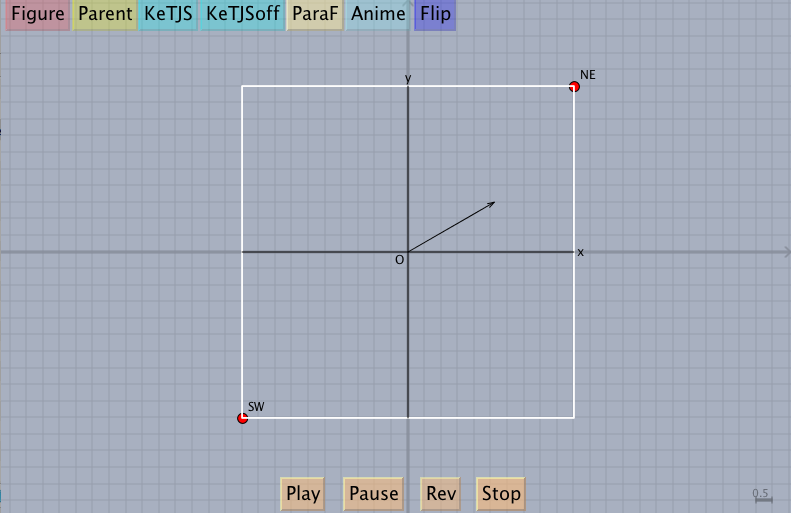 Figure Parent KeTJS KeTJSoff ParaF Anime Flip
NE
y
x
O
SW
Play Pause Rev Stop
0.5